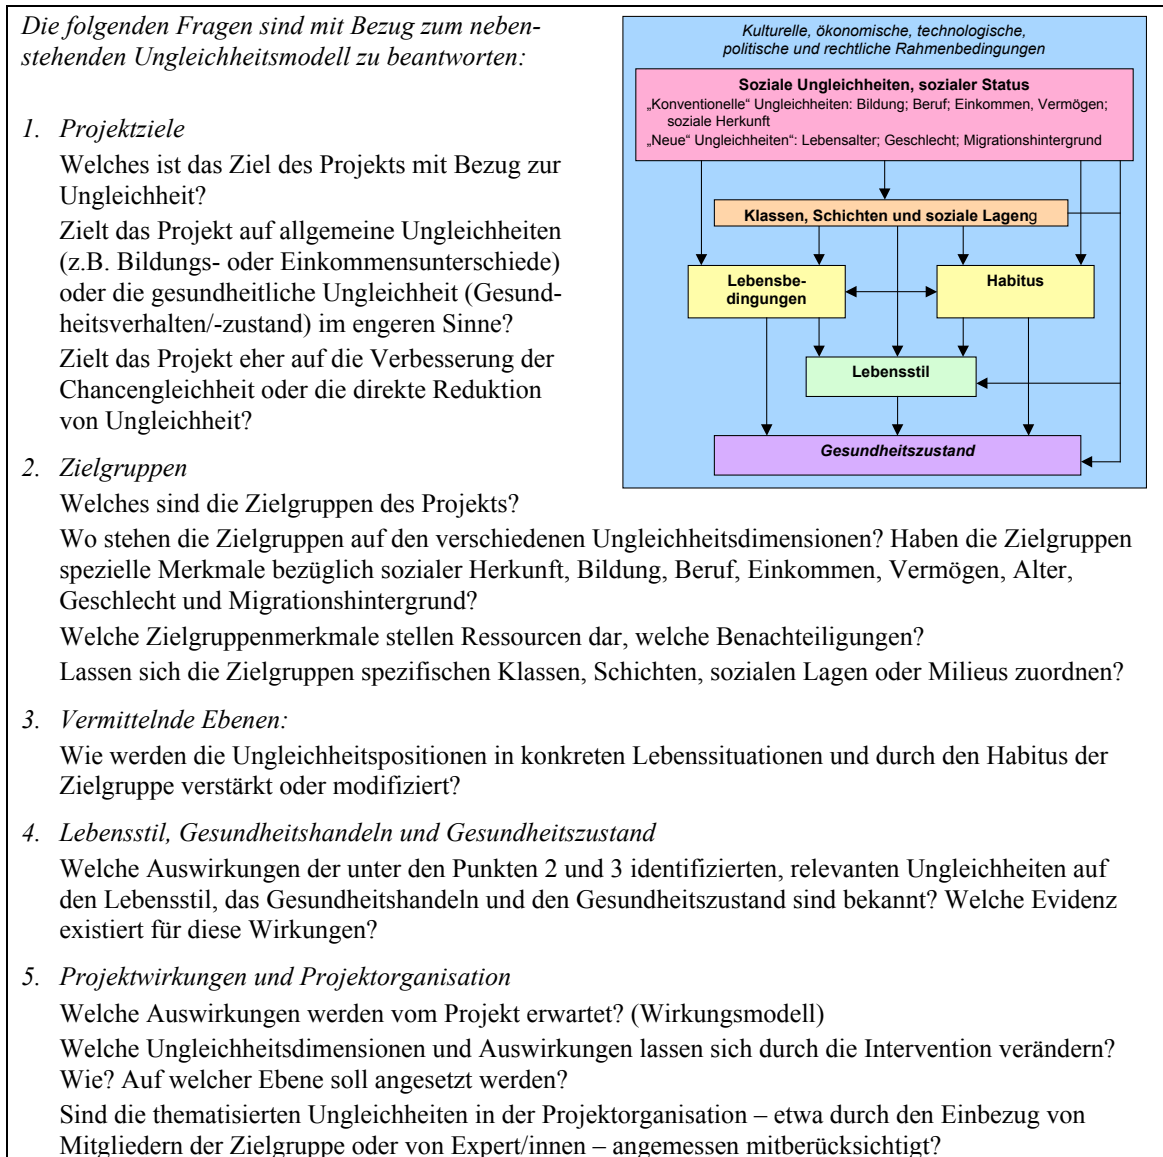 Die folgenden Fragen sind mit Bezug zum neben-
stehenden Ungleichheitsmodell zu beantworten:
1. Projektziele
Welches ist das Ziel des Projekts mit Bezug zur
Ungleichheit?
Zielt das Projekt auf allgemeine Ungleichheiten
(z.B. Bildungs- oder Einkommensunterschiede)
oder die gesundheitliche Ungleichheit (Gesund-
heitsverhalten/-zustand) im engeren Sinne?
Zielt das Projekt eher auf die Verbesserung der
Chancengleichheit oder die direkte Reduktion
von Ungleichheit?
Kulturelle, ökonomische, technologische,
politische und rechtliche Rahmenbedingungen
Soziale Ungleichheiten, sozialer Status
„Konventionelle“ Ungleichheiten: Bildung; Beruf; Einkommen, Vermögen;
soziale Herkunft
„Neue“ Ungleichheiten“: Lebensalter; Geschlecht; Migrationshintergrund
Klassen, Schichten und soziale Lageng
Lebensbe-
dingungen
Habitus
Lebensstil
Gesundheitszustand
2. Zielgruppen
Welches sind die Zielgruppen des Projekts?
Wo stehen die Zielgruppen auf den verschiedenen Ungleichheitsdimensionen? Haben die Zielgruppen
spezielle Merkmale bezüglich sozialer Herkunft, Bildung, Beruf, Einkommen, Vermögen, Alter,
Geschlecht und Migrationshintergrund?
Welche Zielgruppenmerkmale stellen Ressourcen dar, welche Benachteiligungen?
Lassen sich die Zielgruppen spezifischen Klassen, Schichten, sozialen Lagen oder Milieus zuordnen?
3. Vermittelnde Ebenen:
Wie werden die Ungleichheitspositionen in konkreten Lebenssituationen und durch den Habitus der
Zielgruppe verstärkt oder modifiziert?
4. Lebensstil, Gesundheitshandeln und Gesundheitszustand
Welche Auswirkungen der unter den Punkten 2 und 3 identifizierten, relevanten Ungleichheiten auf
den Lebensstil, das Gesundheitshandeln und den Gesundheitszustand sind bekannt? Welche Evidenz
existiert für diese Wirkungen?
5. Projektwirkungen und Projektorganisation
Welche Auswirkungen werden vom Projekt erwartet? (Wirkungsmodell)
Welche Ungleichheitsdimensionen und Auswirkungen lassen sich durch die Intervention verändern?
Wie? Auf welcher Ebene soll angesetzt werden?
Sind die thematisierten Ungleichheiten in der Projektorganisation – etwa durch den Einbezug von
Mitgliedern der Zielgruppe oder von Expert/innen – angemessen mitberücksichtigt?